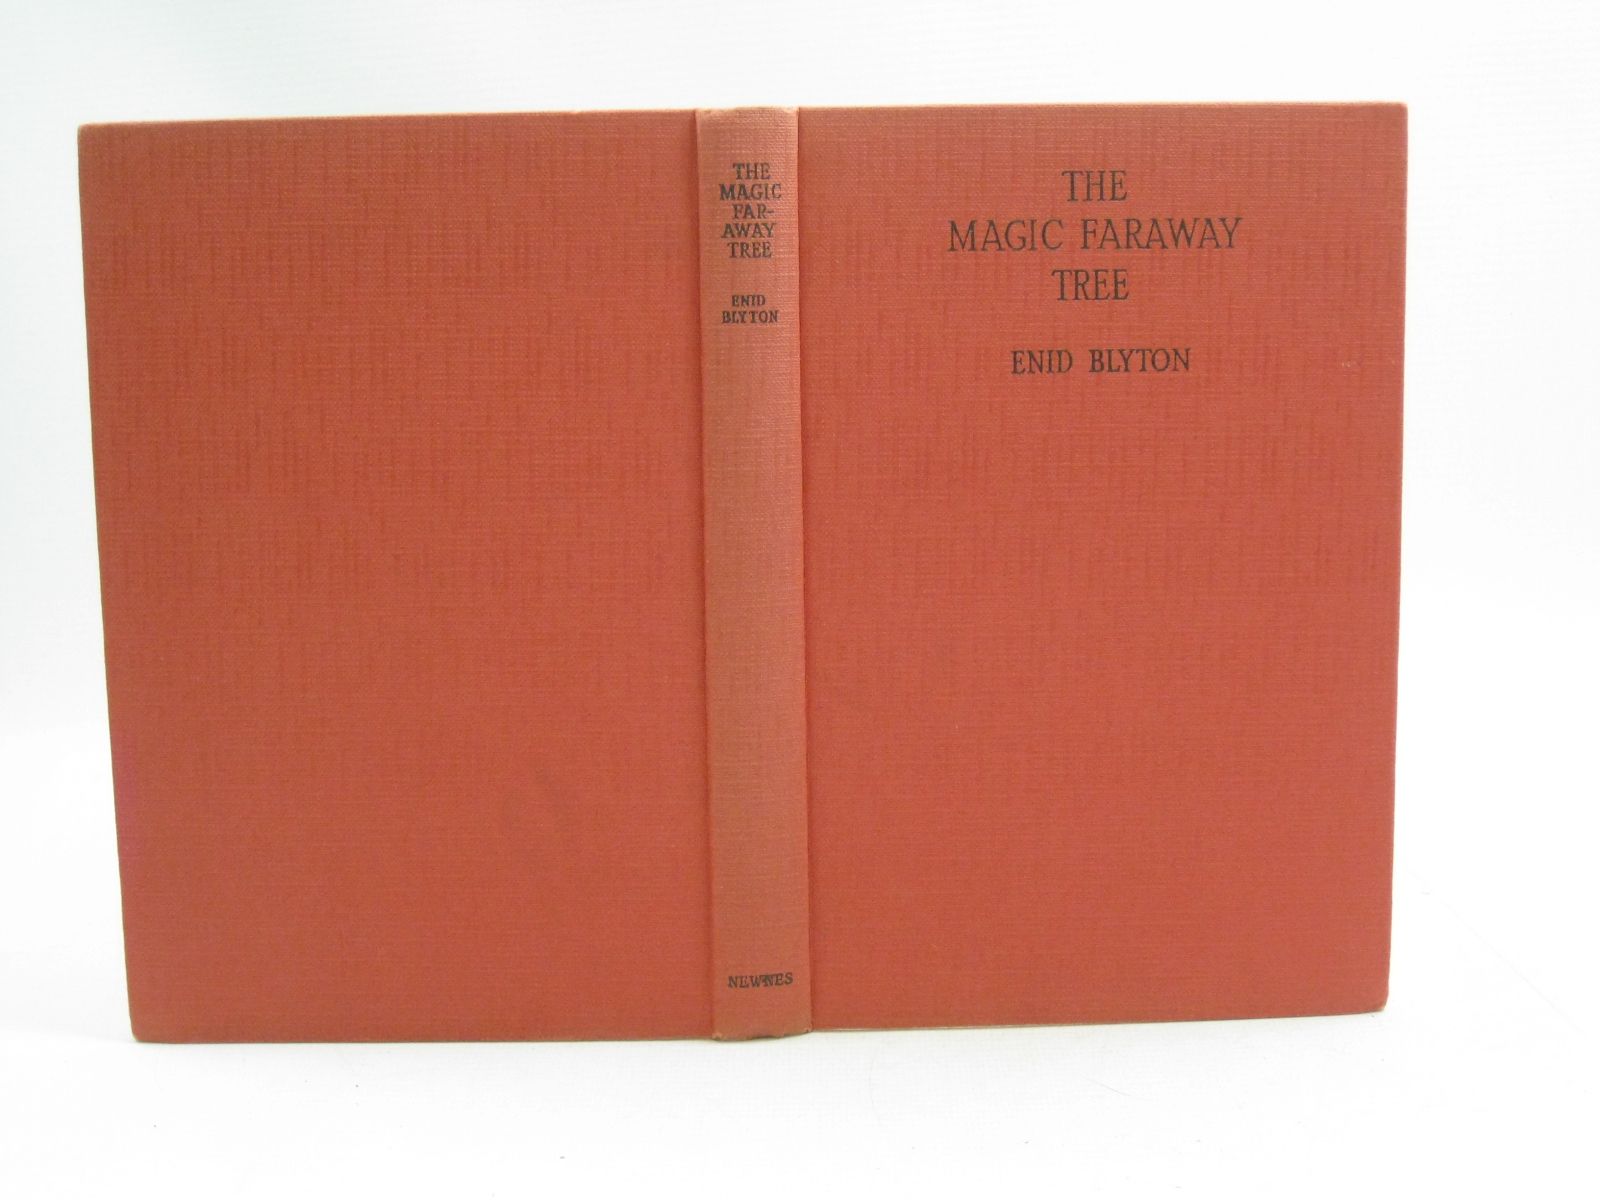 THE
MAGIC
FAR-
AWAY
TREE
ENID
BLYTON
NEWNES
THE
MAGIC FARAWAY
TREE
ENID BLYTON